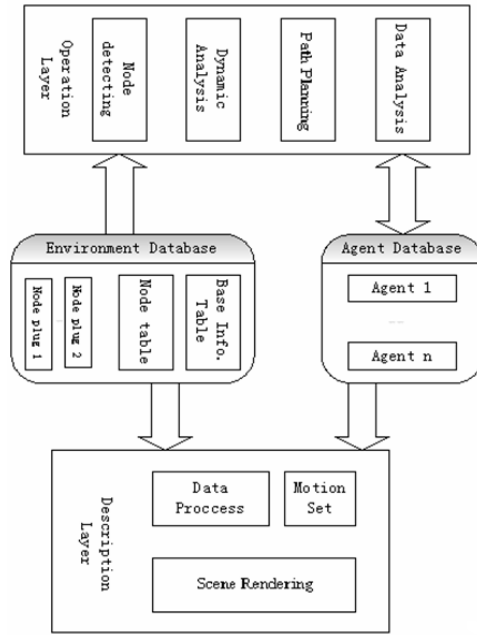 Operation
Layer
Node
detecting
Dynamic
Analysis
Path Planning
Data Analysis
Environment Database
Node plug 1
Node plug 2
Node table
Base Info.
Table
Agent Database
Agent 1
Agent n
Description
Layer
Data
Proccess
Motion
Set
Scene Rendering